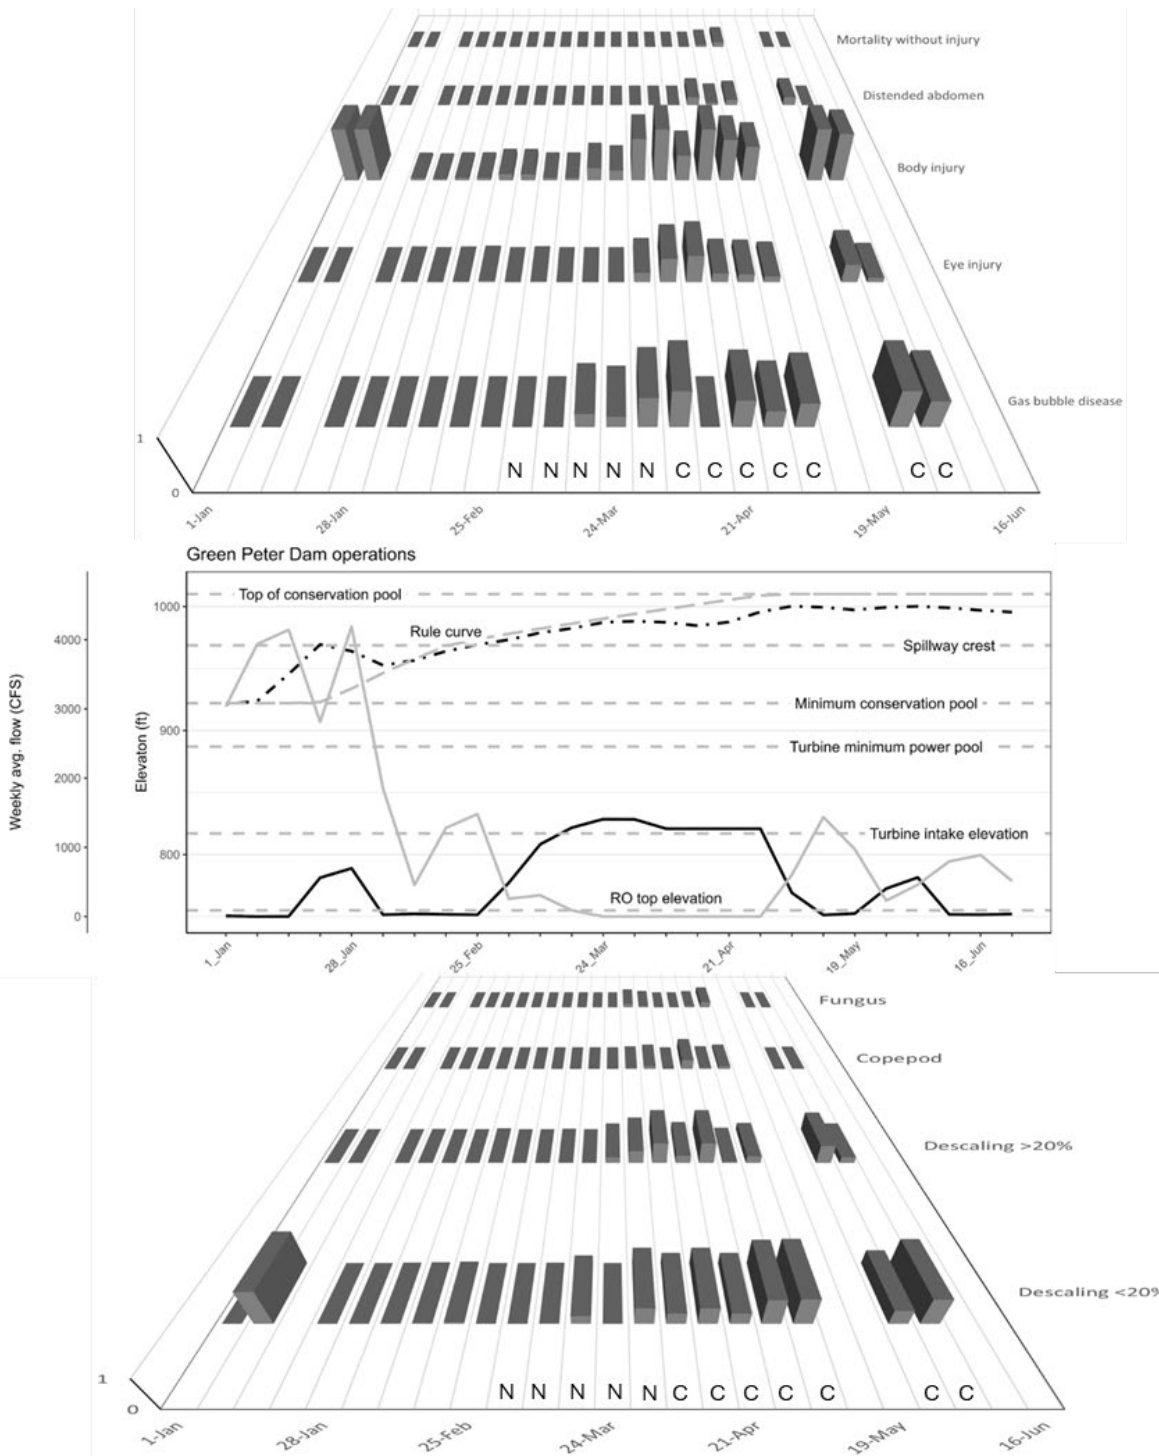 Mortality without injury
Distended abdomen
Body injury
Eye injury
Gas bubble disease
1
0
N N N N N C C C C C C C
1-Jan 28-Jan 25-Feb 24-Mar 21-Apr 19-May 16-Jun
Green Peter Dam operations
Weekly avg. flow (CFS)
4000
3000
2000
1000
0
Elevaton (ft)
1000
900
800
Top of conservation pool
Rule curve
Spillway crest
Minimum conservation pool
Turbine minimum power pool
Turbine intake elevation
RO top elevation
1_Jan 28_Jan 25_Feb 24_Mar 21_Apr 19_May 16_Jun
Fungus
Copepod
Descaling >20%
Descaling <20%
1
0
N N N N N C C C C C C C
1-Jan 28-Jan 25-Feb 24-Mar 21-Apr 19-May 16-Jun